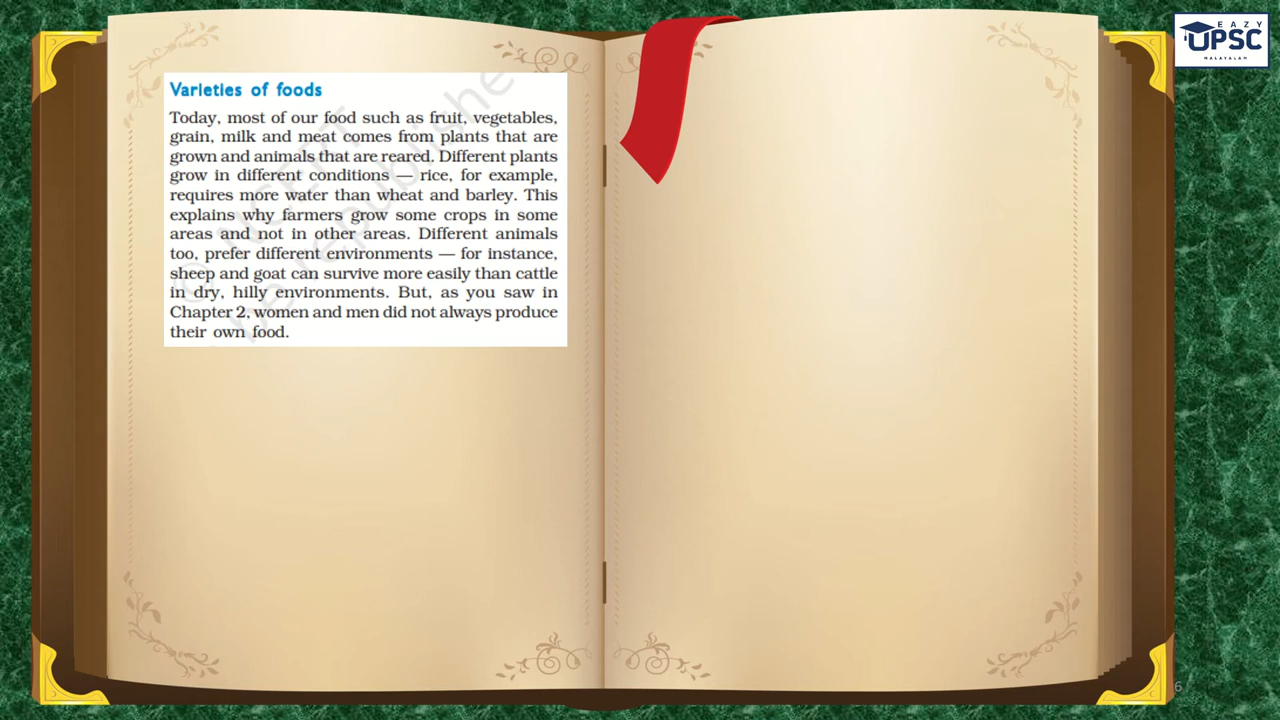 EAZY
UPSC
MALAYALAM
Varieties of foods
Today, most of our food such as fruit, vegetables,
grain, milk and meat comes from plants that are
grown and animals that are reared. Different plants
grow in different conditions — rice, for example,
requires more water than wheat and barley. This
explains why farmers grow some crops in some
areas and not in other areas. Different animals
too, prefer different environments — for instance,
sheep and goat can survive more easily than cattle
in dry, hilly environments. But, as you saw in
Chapter 2, women and men did not always produce
their own food.
6